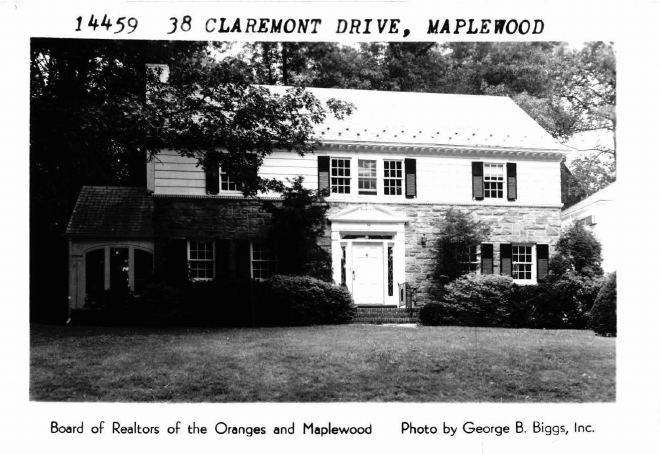 14459 38 CLAREMONT DRIVE, MAPLEWOOD
Board of Realtors of the Oranges and Maplewood Photo by George B. Biggs, Inc.